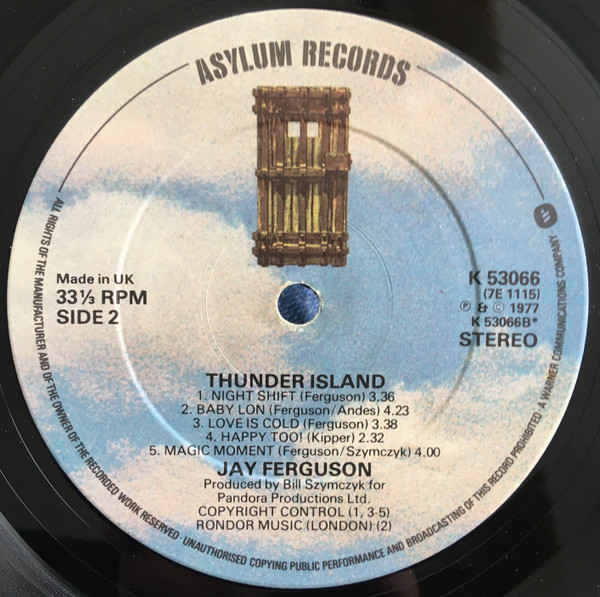 ASYLUM RECORDS
Made in UK
33⅓ RPM
SIDE 2
K 53066
(7E 1115)
℗ & © 1977
K 53066B*
STEREO
THUNDER ISLAND
1. NIGHT SHIFT (Ferguson) 3.36
2. BABY LON (Ferguson/Andes) 4.23
3. LOVE IS COLD (Ferguson) 3.38
4. HAPPY TOO! (Kipper) 2.32
5. MAGIC MOMENT (Ferguson/Szymczyk) 4.00
JAY FERGUSON
Produced by Bill Szymczyk for
Pandora Productions Ltd.
COPYRIGHT CONTROL (1, 3-5)
RONDOR MUSIC (LONDON) (2)
ALL RIGHTS OF THE MANUFACTURER AND OF THE OWNER OF THE RECORDED WORK RESERVED · UNAUTHORISED COPYING PUBLIC PERFORMANCE AND BROADCASTING OF THIS RECORD PROHIBITED · A WARNER COMMUNICATIONS COMPANY